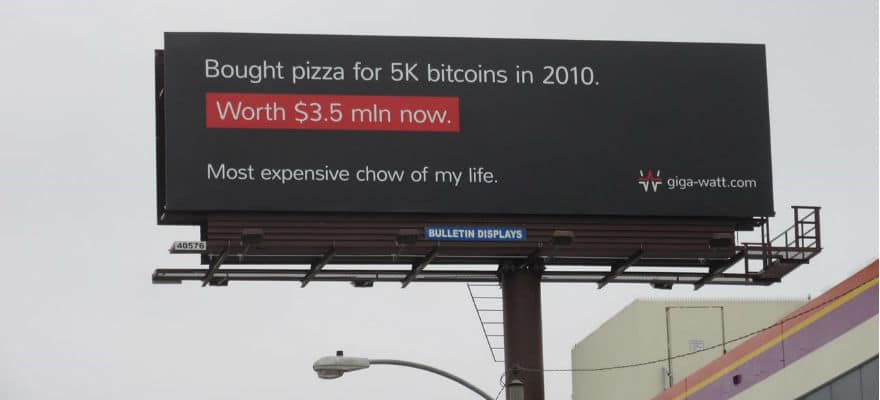 Bought pizza for 5K bitcoins in 2010.
Worth $3.5 mln now.
Most expensive chow of my life.
giga-watt.com
BULLETIN DISPLAYS
40576